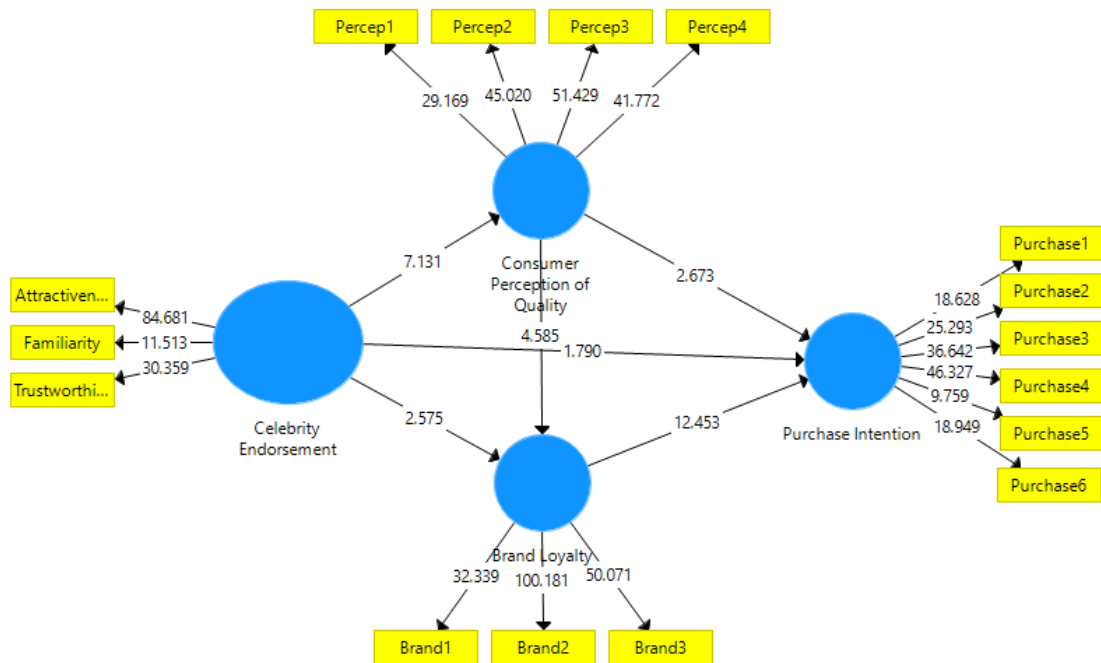 Percep1
Percep2
Percep3
Percep4
29.169
45.020
51.429
41.772
Consumer
Perception of
Quality
7.131
2.673
4.585
1.790
Attractiven...
Familiarity
Trustworthi...
84.681
11.513
30.359
Celebrity
Endorsement
2.575
12.453
Purchase1
Purchase2
Purchase3
Purchase4
Purchase5
Purchase6
18.628
25.293
36.642
46.327
9.759
18.949
Purchase Intention
Brand Loyalty
32.339
100.181
50.071
Brand1
Brand2
Brand3